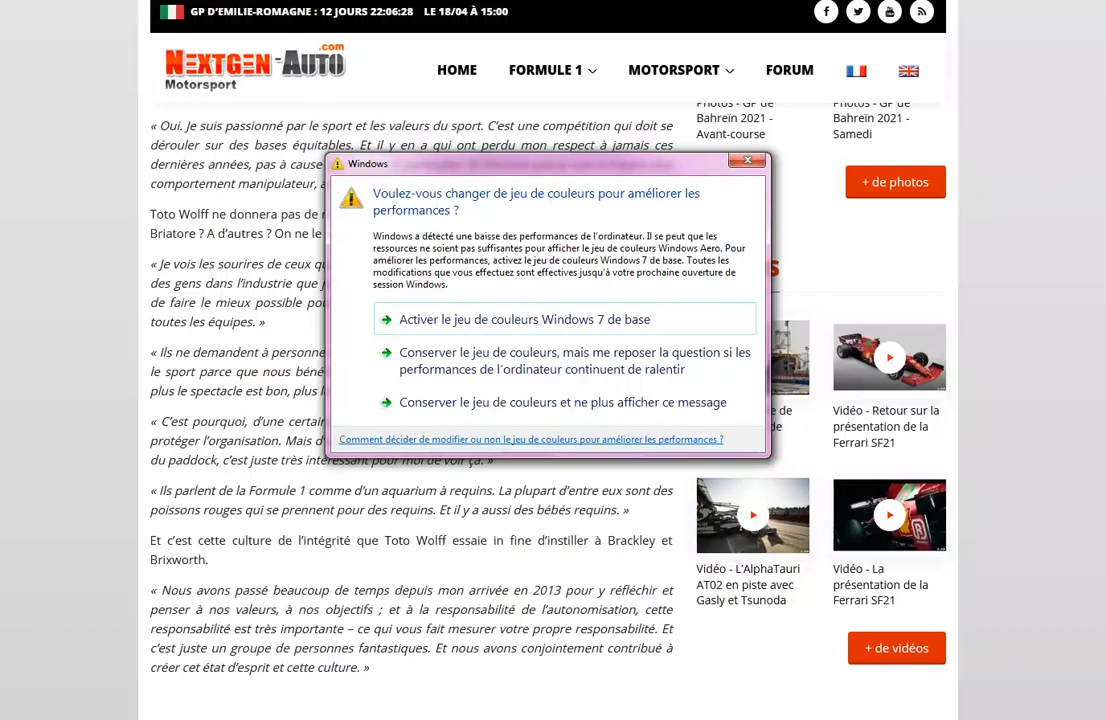 GP D'EMILIE-ROMAGNE : 12 JOURS 22:06:28 LE 18/04 À 15:00
NEXTGEN-AUTO.com
Motorsport
HOME FORMULE 1 MOTORSPORT FORUM
« Oui. Je suis passionné par le sport et les valeurs du sport. C'est une compétition qui doit se
dérouler sur des bases équitables. Et il y en a qui ont perdu mon respect à jamais ces
dernières années, pas à cause
comportement manipulateur,
Toto Wolff ne donnera pas de
Briatore ? A d'autres ? On ne le
« Je vois les sourires de ceux
des gens dans l'industrie que
de faire le mieux possible
toutes les équipes. »
« Ils ne demandent à personne
le sport parce que nous
plus le spectacle est bon, plus
« C'est pourquoi, d'une
protéger l'organisation. Mais
du paddock, c'est juste très intéressant pour moi de voir ça. »
« Ils parlent de la Formule 1 comme d'un aquarium à requins. La plupart d'entre eux sont des
poissons rouges qui se prennent pour des requins. Et il y a aussi des bébés requins. »
Et c'est cette culture de l'intégrité que Toto Wolff essaie in fine d'instiller à Brackley et
Brixworth.
« Nous avons passé beaucoup de temps depuis mon arrivée en 2013 pour y réfléchir et
penser à nos valeurs, à nos objectifs ; et à la responsabilité de l'autonomisation, cette
responsabilité est très importante – ce qui vous fait mesurer votre propre responsabilité. Et
c'est juste un groupe de personnes fantastiques. Et nous avons conjointement contribué à
créer cet état d'esprit et cette culture. »
Windows
Voulez-vous changer de jeu de couleurs pour améliorer les
performances ?
Windows a détecté une baisse des performances de l'ordinateur. Il se peut que les
ressources ne soient pas suffisantes pour afficher le jeu de couleurs Windows Aero. Pour
améliorer les performances, activez le jeu de couleurs Windows 7 de base. Toutes les
modifications que vous effectuez sont effectives jusqu'à votre prochaine ouverture de
session Windows.
Activer le jeu de couleurs Windows 7 de base
Conserver le jeu de couleurs, mais me reposer la question si les
performances de l'ordinateur continuent de ralentir
Conserver le jeu de couleurs et ne plus afficher ce message
Comment décider de modifier ou non le jeu de couleurs pour améliorer les performances ?
Photos - GP de
Bahreïn 2021 -
Avant-course
Photos - GP de
Bahreïn 2021 -
Samedi
+ de photos
de
de
Vidéo - Retour sur la
présentation de la
Ferrari SF21
Vidéo - L'AlphaTauri
AT02 en piste avec
Gasly et Tsunoda
Vidéo - La
présentation de la
Ferrari SF21
+ de vidéos